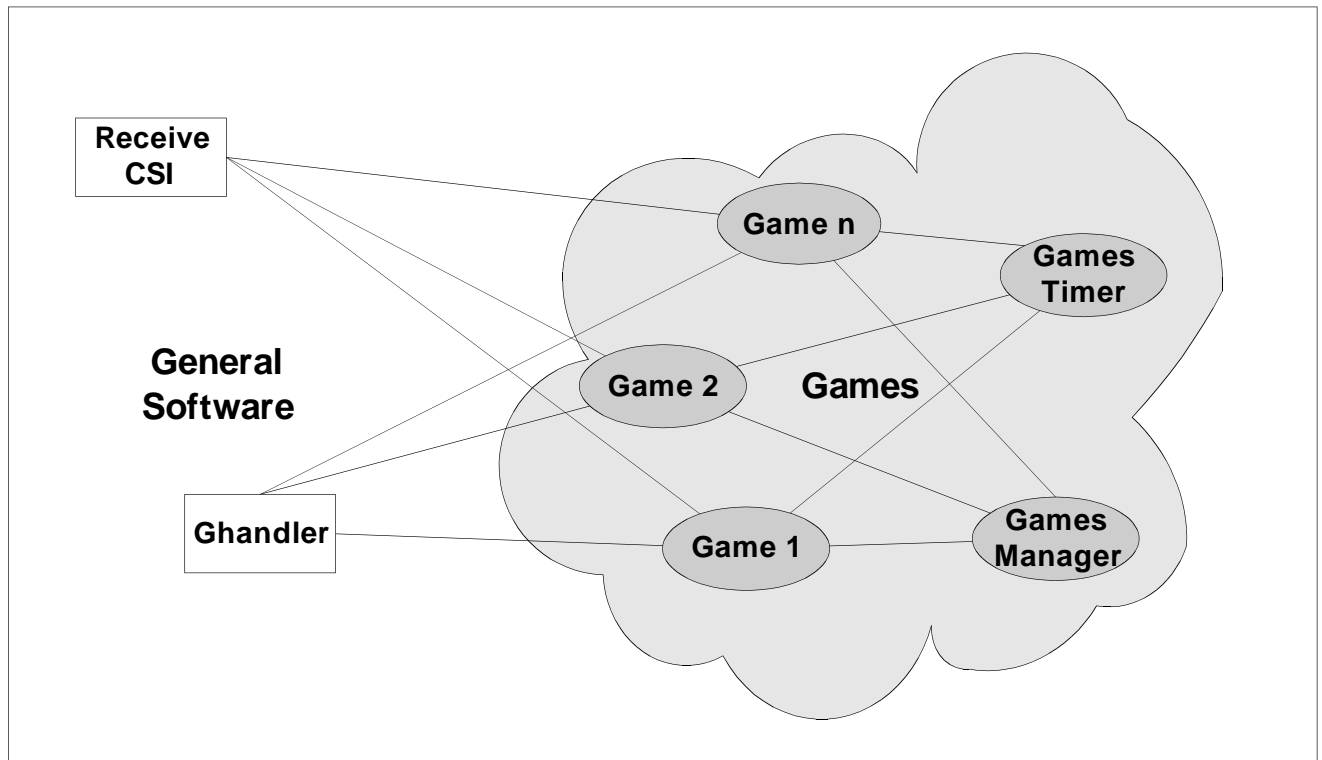 Receive
CSI
Game n
Games
Timer
General
Software
Game 2
Games
Ghandler
Game 1
Games
Manager